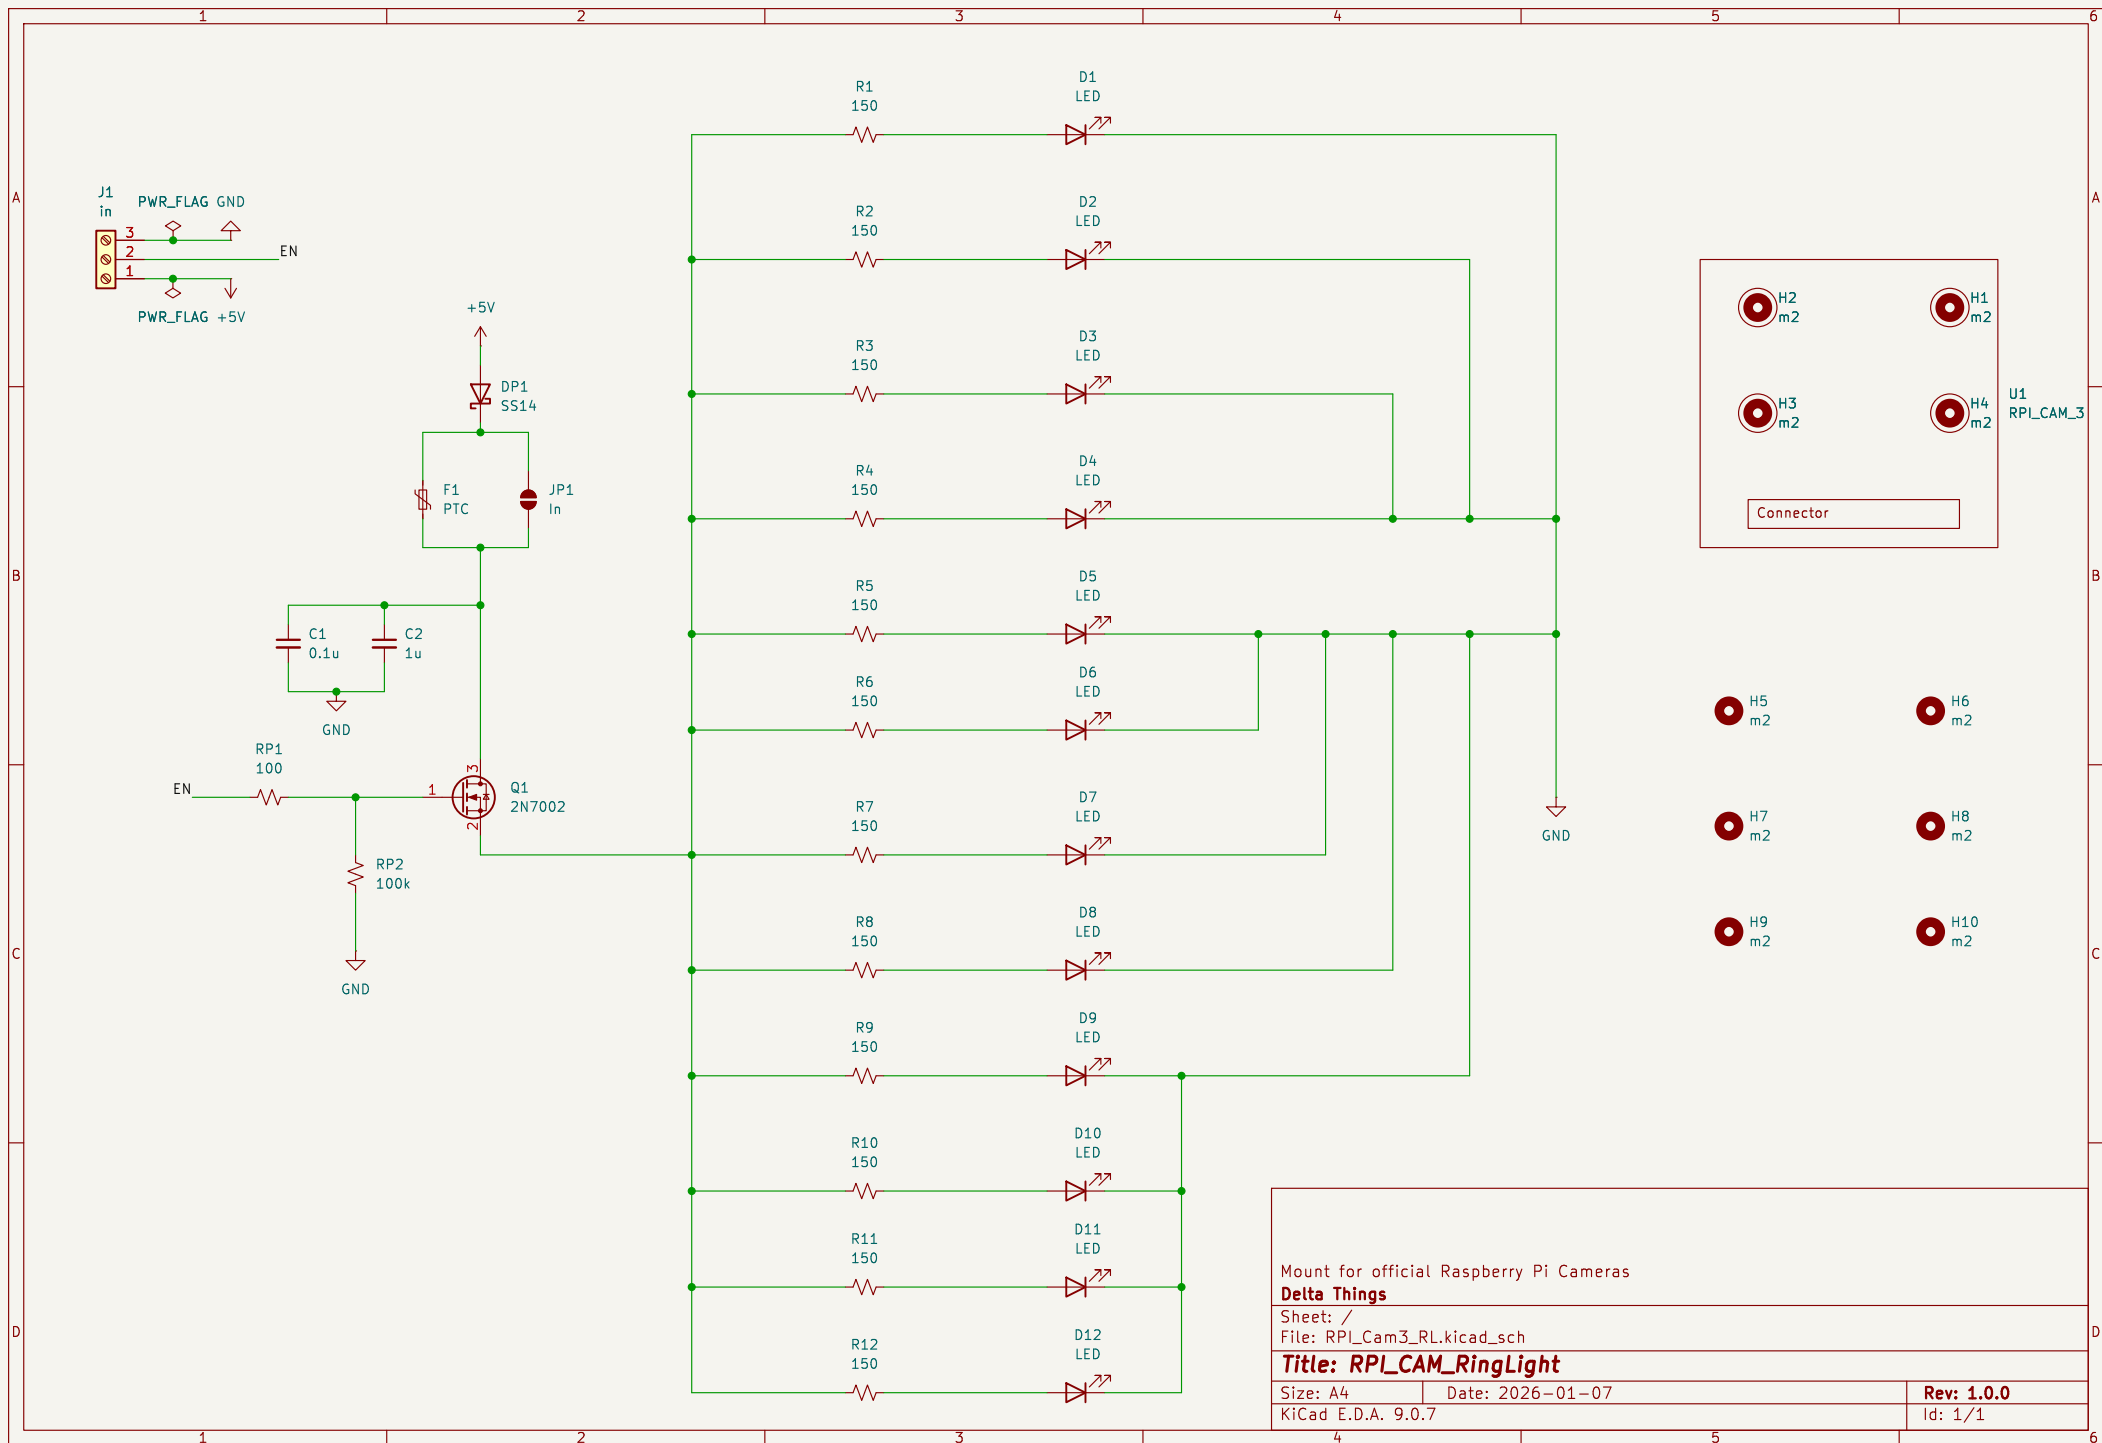 1 2 3 4 5 6
A
B
C
D
A
B
C
D
J1
in
PWR_FLAG GND
3
2
1
EN
PWR_FLAG +5V
+5V
DP1
SS14
F1
PTC
JP1
In
C1
0.1u
C2
1u
GND
RP1
100
EN
1
3
2
Q1
2N7002
RP2
100k
GND
R1
150
D1
LED
R2
150
D2
LED
R3
150
D3
LED
R4
150
D4
LED
R5
150
D5
LED
R6
150
D6
LED
R7
150
D7
LED
R8
150
D8
LED
R9
150
D9
LED
R10
150
D10
LED
R11
150
D11
LED
R12
150
D12
LED
GND
H2
m2
H1
m2
H3
m2
H4
m2
U1
RPI_CAM_3
Connector
H5
m2
H6
m2
H7
m2
H8
m2
H9
m2
H10
m2
Mount for official Raspberry Pi Cameras
Delta Things
Sheet: /
File: RPI_Cam3_RL.kicad_sch
Title: RPI_CAM_RingLight
Size: A4 Date: 2026-01-07 Rev: 1.0.0
KiCad E.D.A. 9.0.7 Id: 1/1
1 2 3 4 5 6